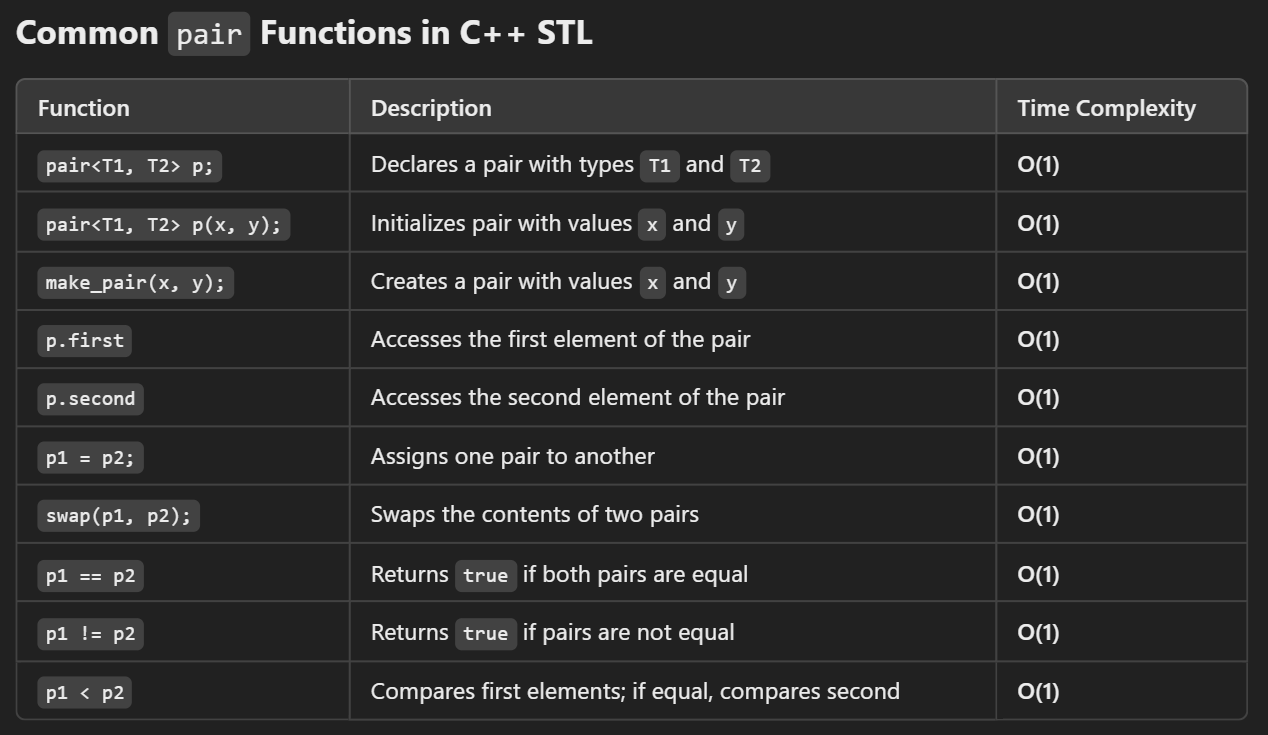 Common pair Functions in C++ STL
Function Description Time Complexity
pair<T1, T2> p; Declares a pair with types T1 and T2 O(1)
pair<T1, T2> p(x, y); Initializes pair with values x and y O(1)
make_pair(x, y); Creates a pair with values x and y O(1)
p.first Accesses the first element of the pair O(1)
p.second Accesses the second element of the pair O(1)
p1 = p2; Assigns one pair to another O(1)
swap(p1, p2); Swaps the contents of two pairs O(1)
p1 == p2 Returns true if both pairs are equal O(1)
p1 != p2 Returns true if pairs are not equal O(1)
p1 < p2 Compares first elements; if equal, compares second O(1)